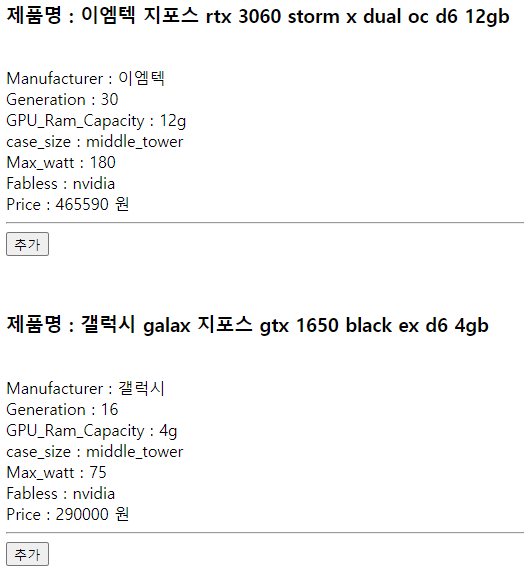 제품명 : 이엠텍 지포스 rtx 3060 storm x dual oc d6 12gb
Manufacturer : 이엠텍
Generation : 30
GPU_Ram_Capacity : 12g
case_size : middle_tower
Max_watt : 180
Fabless : nvidia
Price : 465590 원
추가
제품명 : 갤럭시 galax 지포스 gtx 1650 black ex d6 4gb
Manufacturer : 갤럭시
Generation : 16
GPU_Ram_Capacity : 4g
case_size : middle_tower
Max_watt : 75
Fabless : nvidia
Price : 290000 원
추가